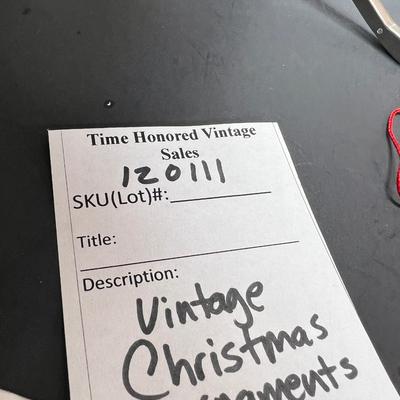 Time Honored Vintage
Sales
120111
SKU(Lot)#:
Title:
Description:
Vintage
Christmas